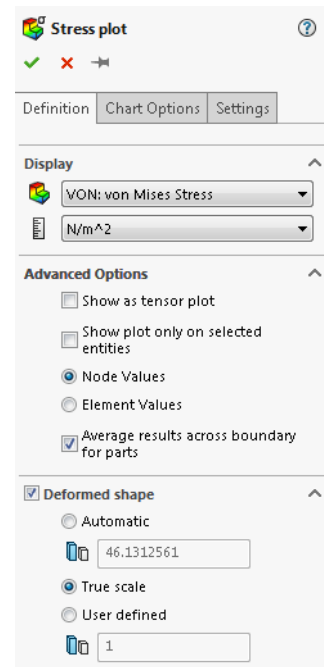 Stress plot
Definition Chart Options Settings
Display
VON: von Mises Stress
N/m^2
Advanced Options
Show as tensor plot
Show plot only on selected
entities
Node Values
Element Values
Average results across boundary
for parts
Deformed shape
Automatic
46.1312561
True scale
User defined
1